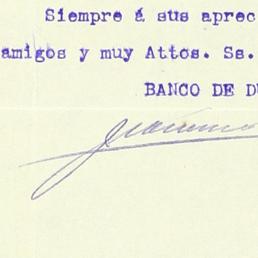 Siempre á sus aprec
amigos y muy Attos. Ss.
BANCO DE D